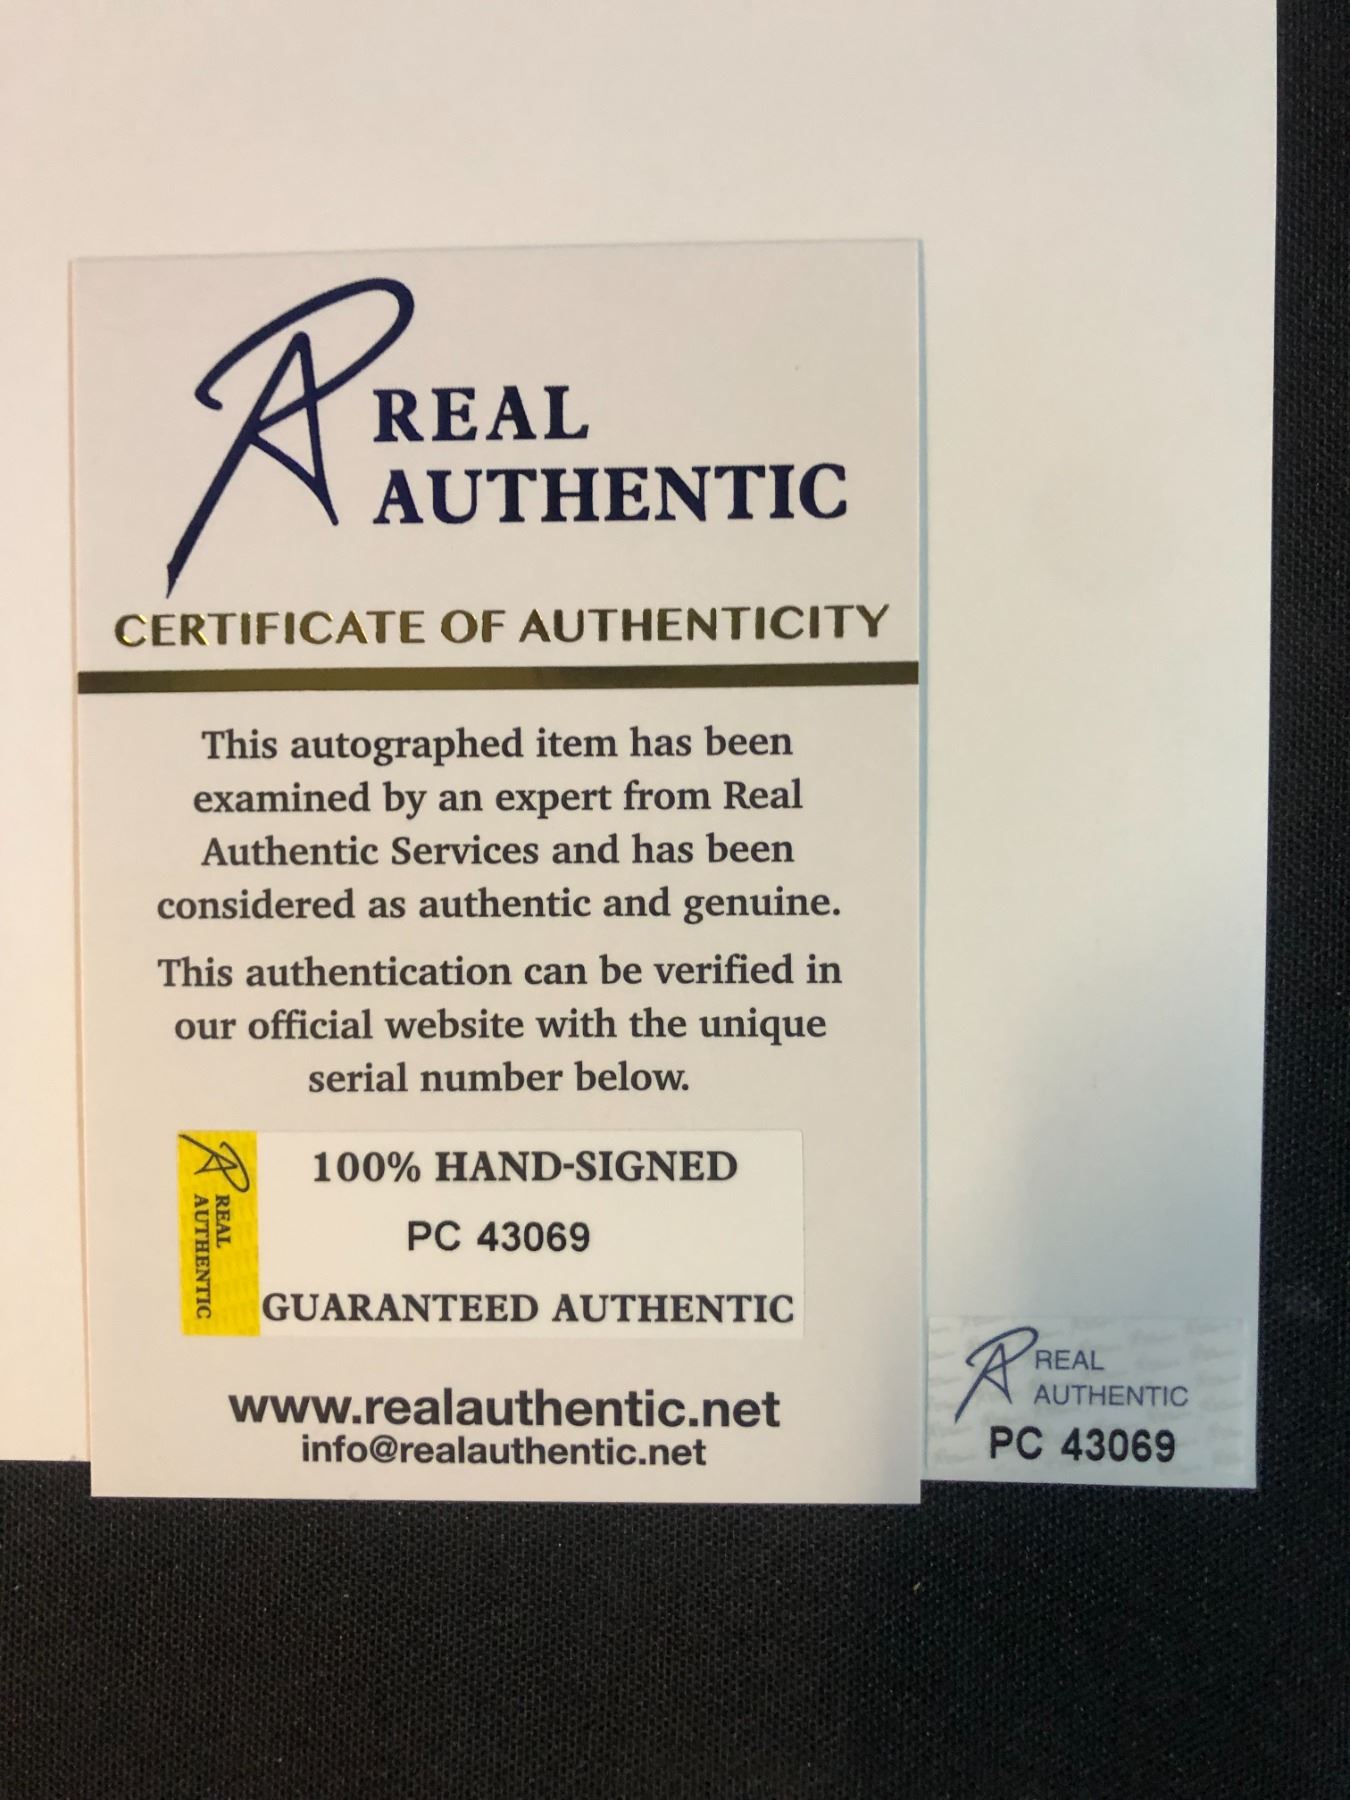 REAL
AUTHENTIC
CERTIFICATE OF AUTHENTICITY
This autographed item has been
examined by an expert from Real
Authentic Services and has been
considered as authentic and genuine.
This authentication can be verified in
our official website with the unique
serial number below.
REAL
AUTHENTIC
100% HAND-SIGNED
PC 43069
GUARANTEED AUTHENTIC
www.realauthentic.net
info@realauthentic.net
REAL
AUTHENTIC
PC 43069